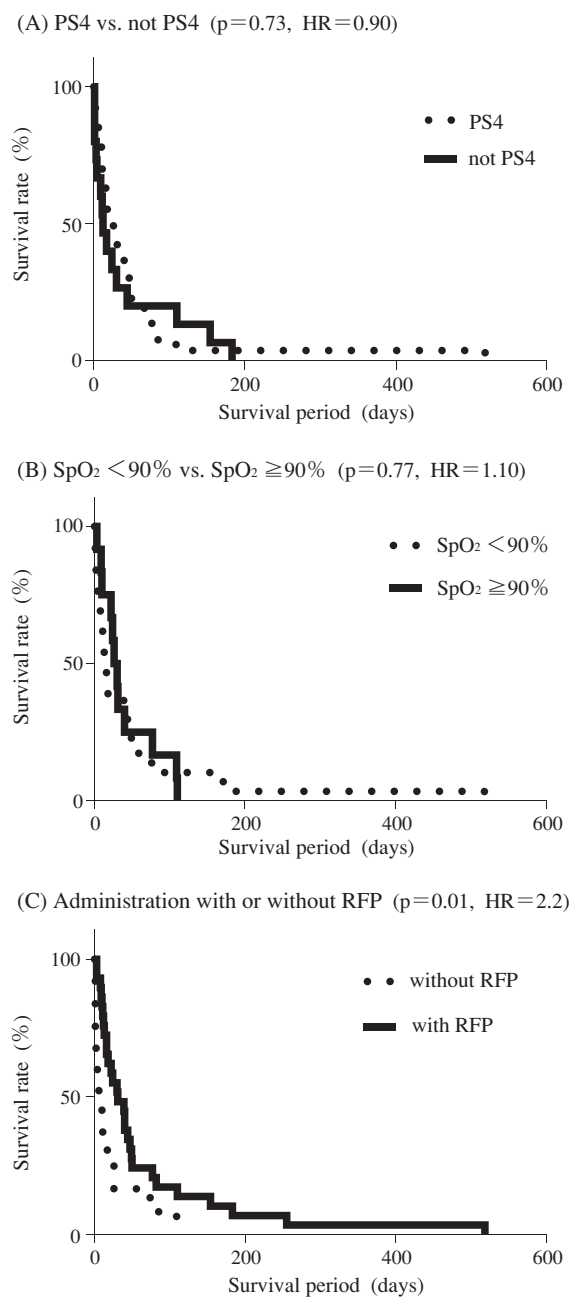 (A) PS4 vs. not PS4 (p=0.73, HR=0.90)
Survival rate (%)
100
50
0
PS4
not PS4
0 200 400 600
Survival period (days)
(B) SpO₂ <90% vs. SpO₂ ≧90% (p=0.77, HR=1.10)
Survival rate (%)
100
50
0
SpO₂ <90%
SpO₂ ≧90%
0 200 400 600
Survival period (days)
(C) Administration with or without RFP (p=0.01, HR=2.2)
Survival rate (%)
100
50
0
without RFP
with RFP
0 200 400 600
Survival period (days)